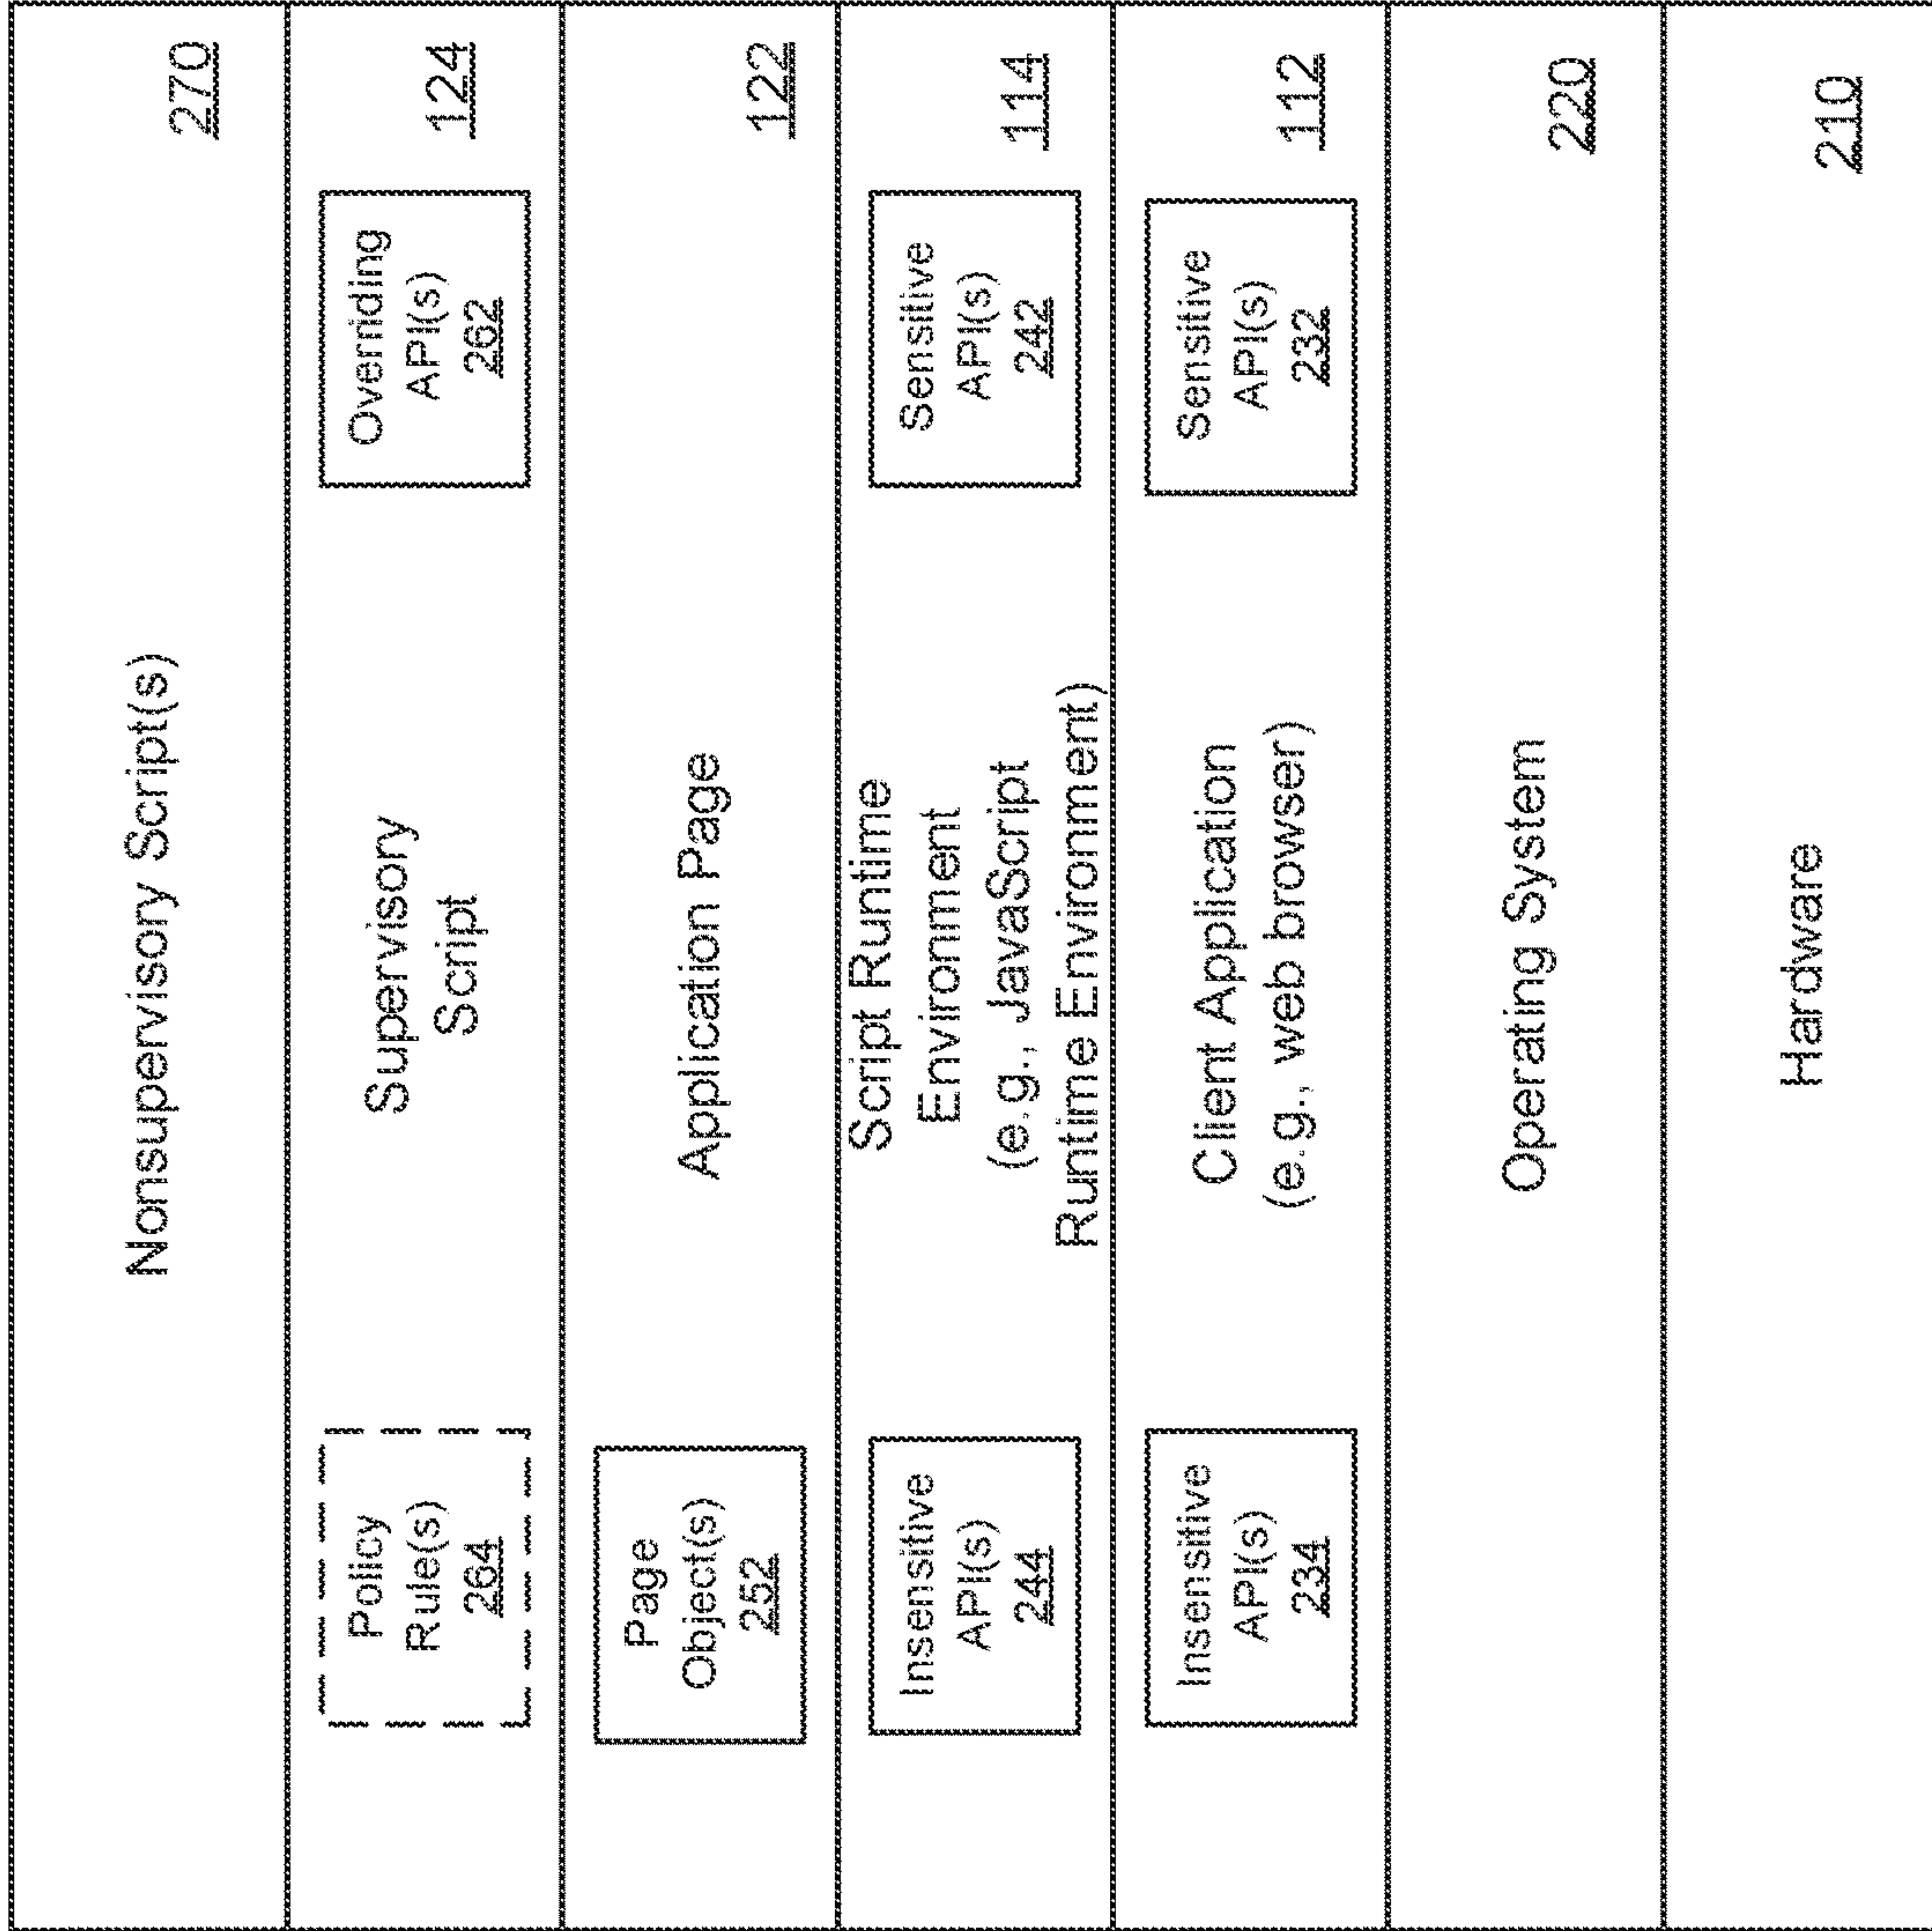 Nonsupervisory Script(s)
270
Policy
Rule(s)
264
Supervisory
Script
Overriding
API(s)
262
124
Page
Object(s)
252
Application Page
122
Insensitive
API(s)
244
Script Runtime
Environment
(e.g., JavaScript
Runtime Environment)
Sensitive
API(s)
242
114
Insensitive
API(s)
234
Client Application
(e.g., web browser)
Sensitive
API(s)
232
112
Operating System
220
Hardware
210